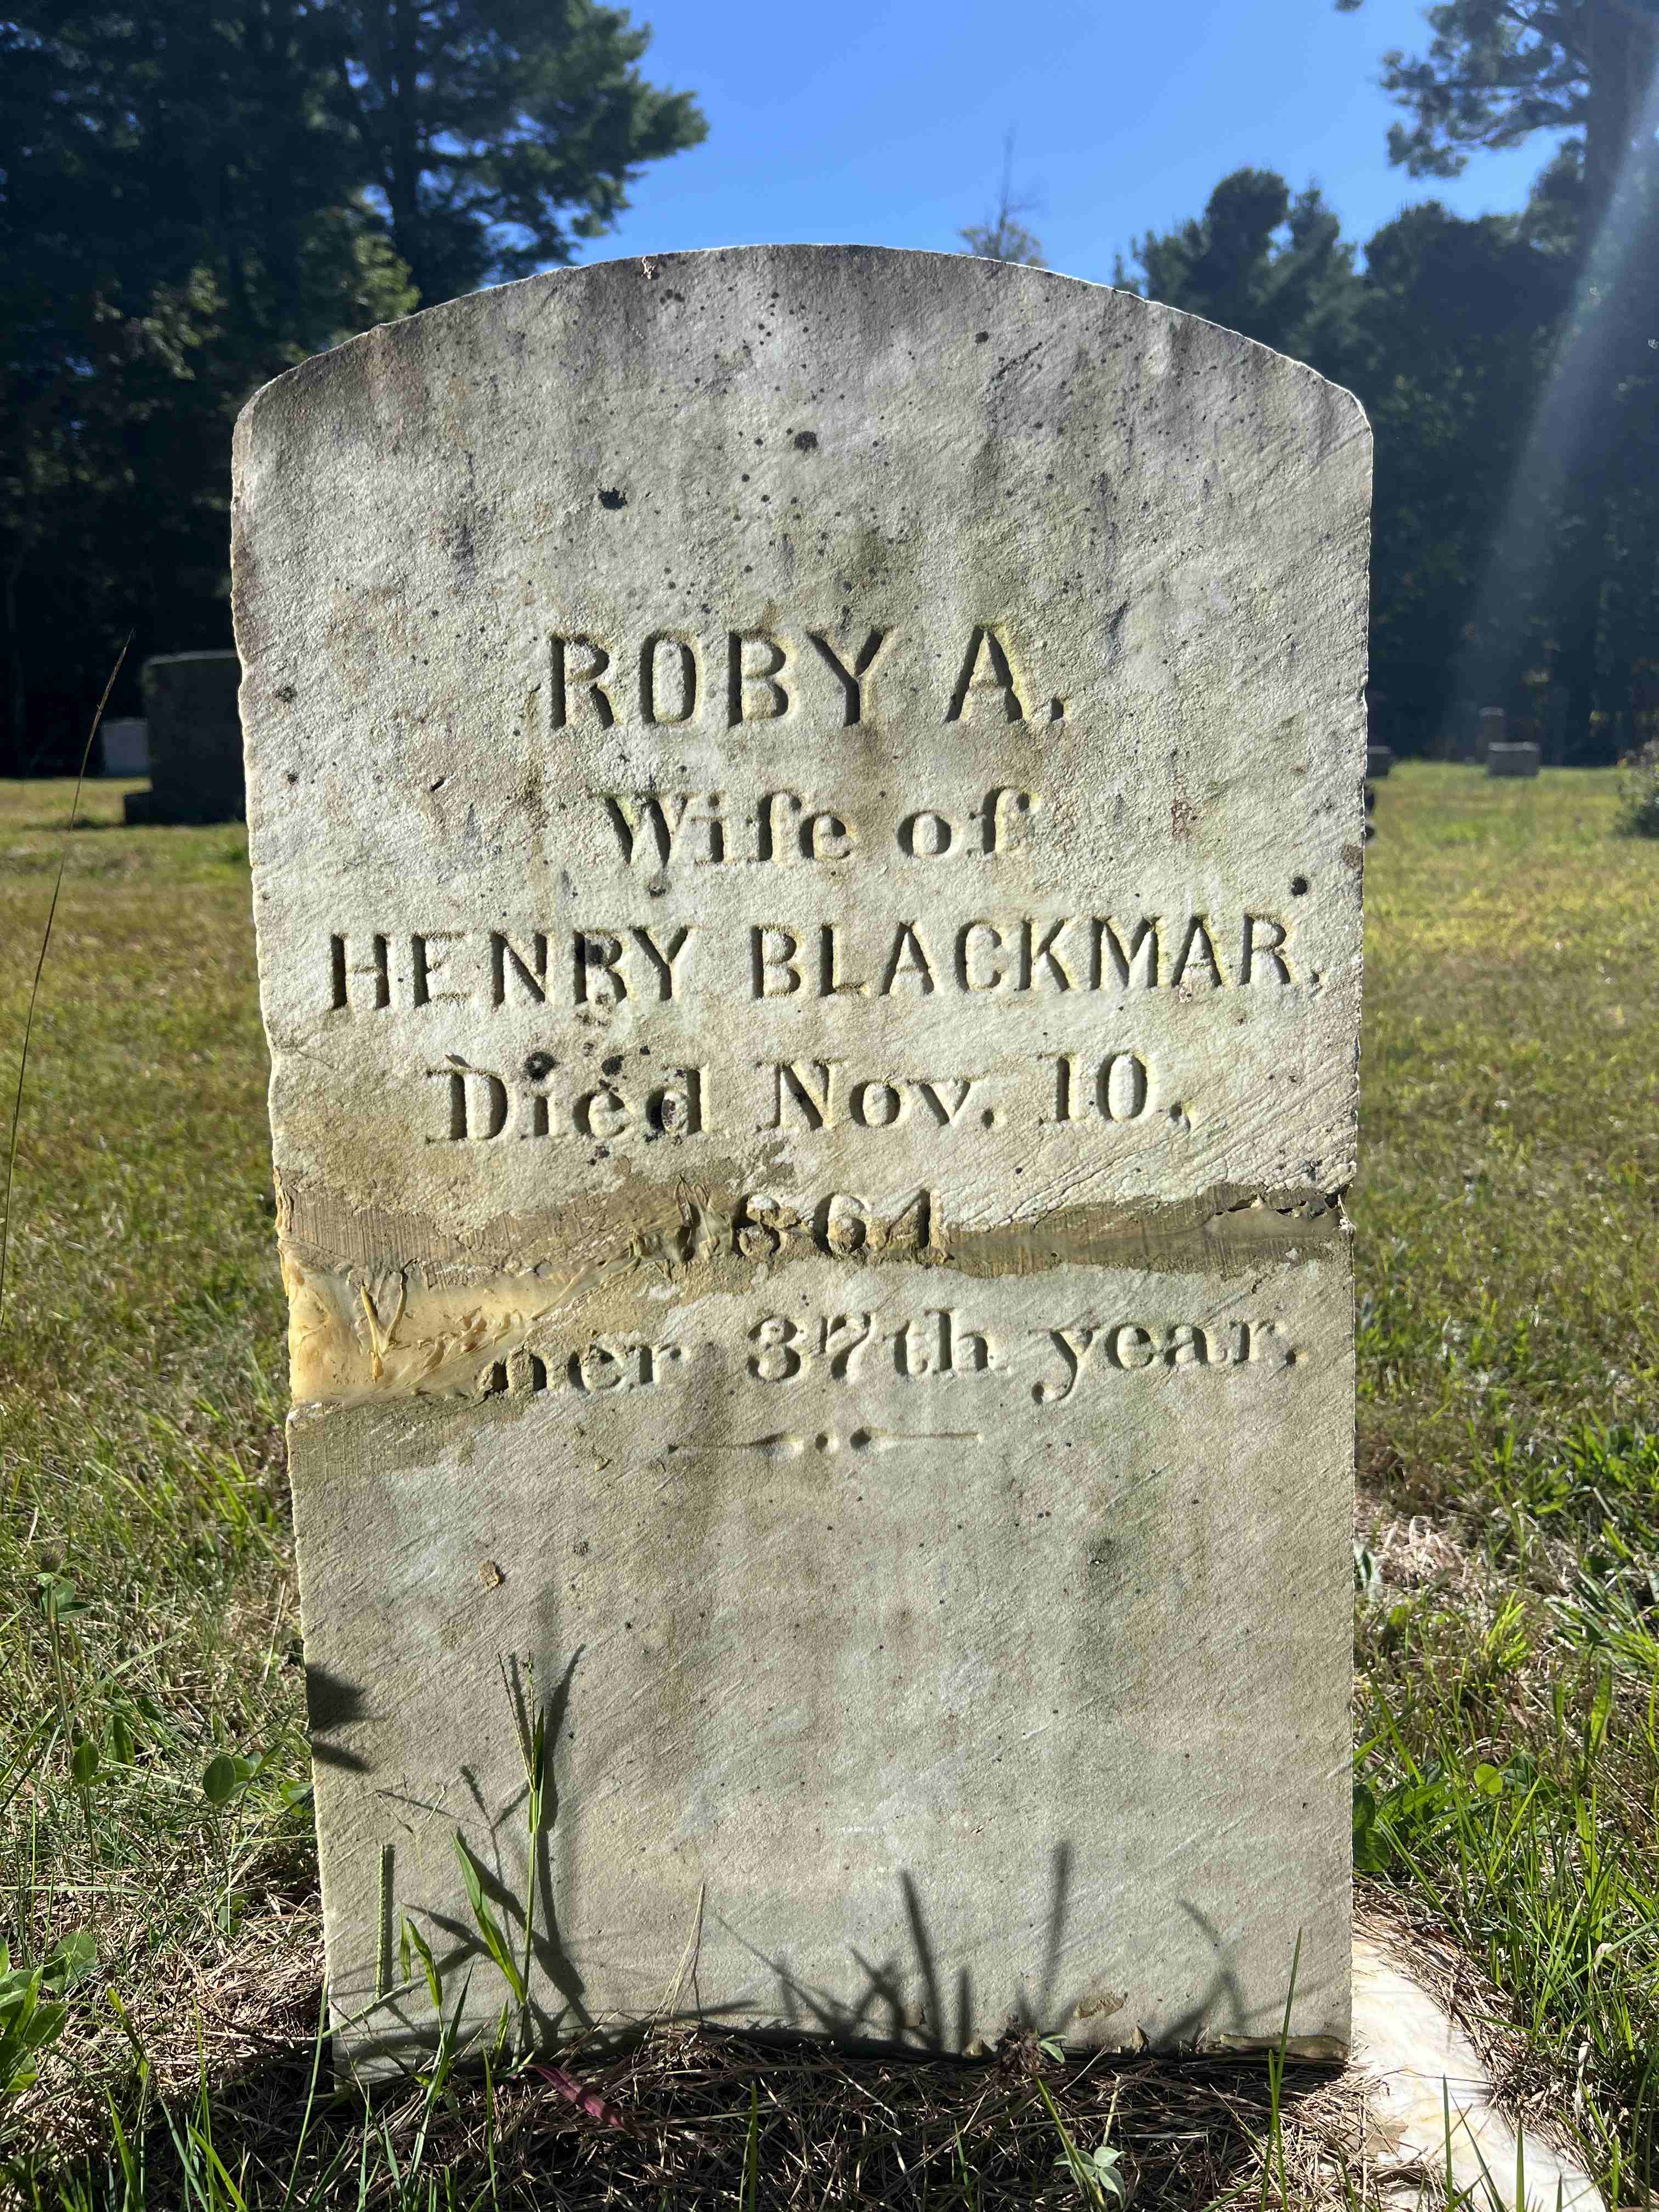 ROBY A.
Wife of
HENRY BLACKMAR.
Died Nov. 10,
1864
her 37th year.